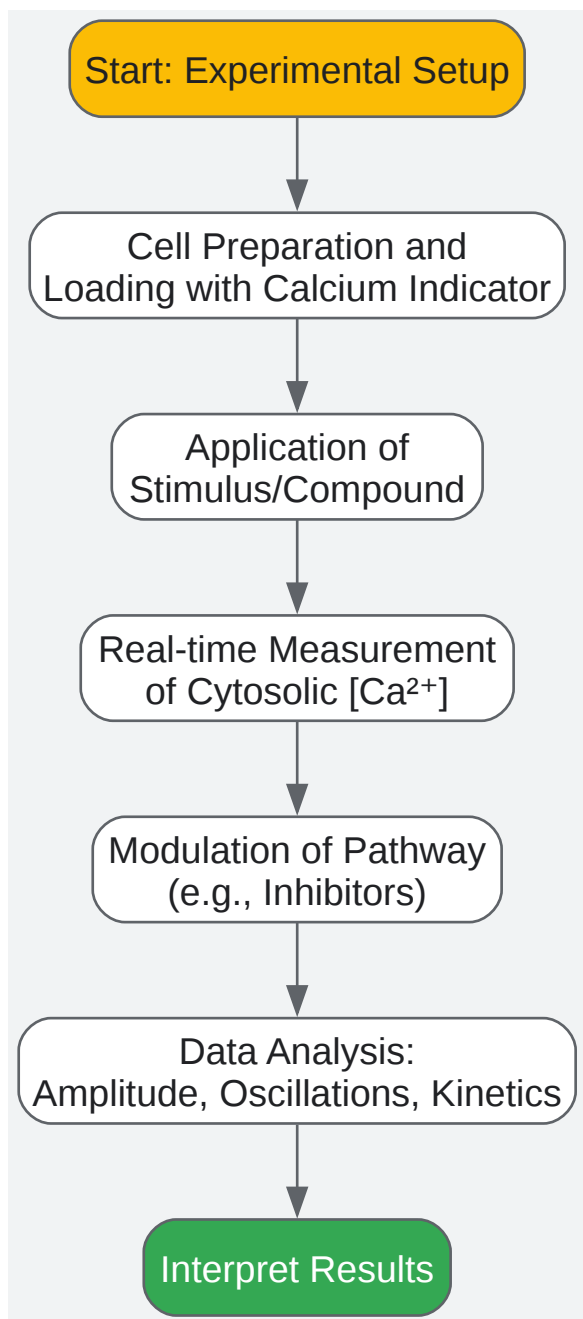 Start: Experimental Setup
Cell Preparation and
Loading with Calcium Indicator
Application of
Stimulus/Compound
Real-time Measurement
of Cytosolic [Ca²⁺]
Modulation of Pathway
(e.g., Inhibitors)
Data Analysis:
Amplitude, Oscillations, Kinetics
Interpret Results